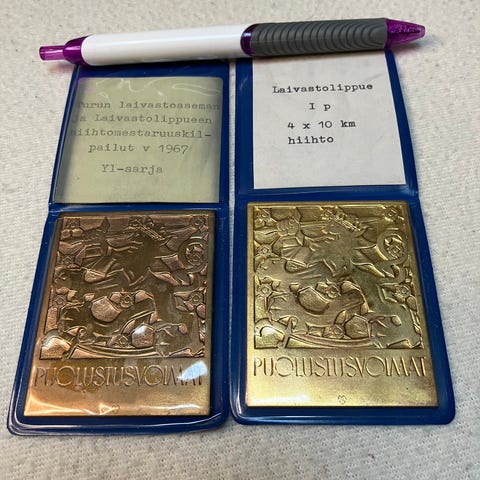 Turun laivastoaseman
ja Laivastolippueen
hiihtomestaruuskil-
pailut v 1967
Yl-sarja
PUOLUSTUSVOIMAT
Laivastolippue
I p
4 x 10 km
hiihto
PUOLUSTUSVOIMAT